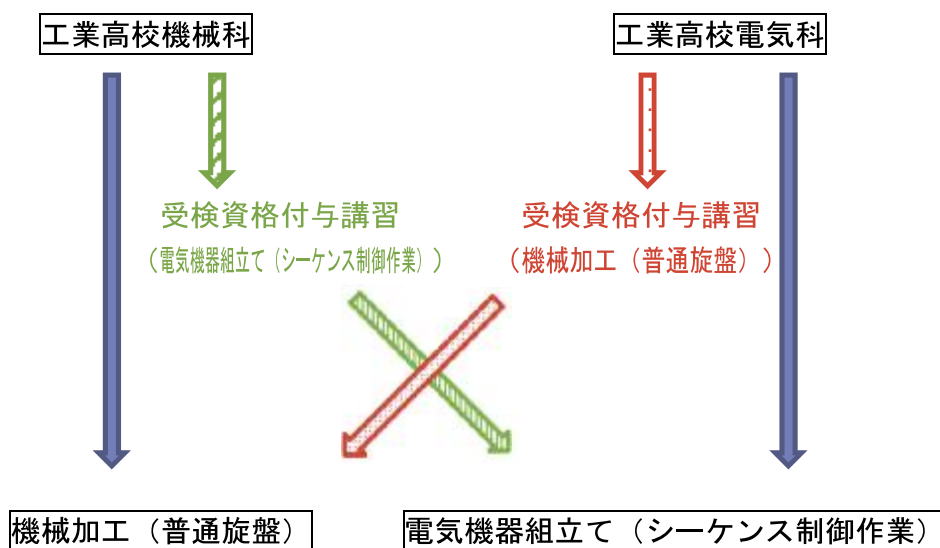 工業高校機械科
工業高校電気科
受検資格付与講習
（電気機器組立て（シーケンス制御作業））
受検資格付与講習
（機械加工（普通旋盤））
機械加工（普通旋盤）
電気機器組立て（シーケンス制御作業）